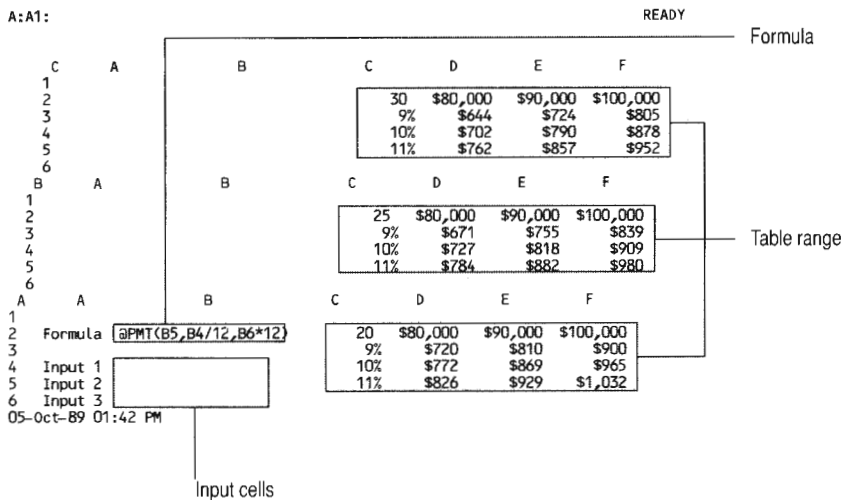 A:A1: READY
Formula
C A B C D E F
1
2 30 $80,000 $90,000 $100,000
3 9% $644 $724 $805
4 10% $702 $790 $878
5 11% $762 $857 $952
6
B A B C D E F
1
2 25 $80,000 $90,000 $100,000
3 9% $671 $755 $839
4 10% $727 $818 $909
5 11% $784 $882 $980
6
Table range
A A B C D E F
1
2 Formula @PMT(B5,B4/12,B6*12) 20 $80,000 $90,000 $100,000
3 9% $720 $810 $900
4 Input 1 10% $772 $869 $965
5 Input 2 11% $826 $929 $1,032
6 Input 3
05-Oct-89 01:42 PM
Input cells